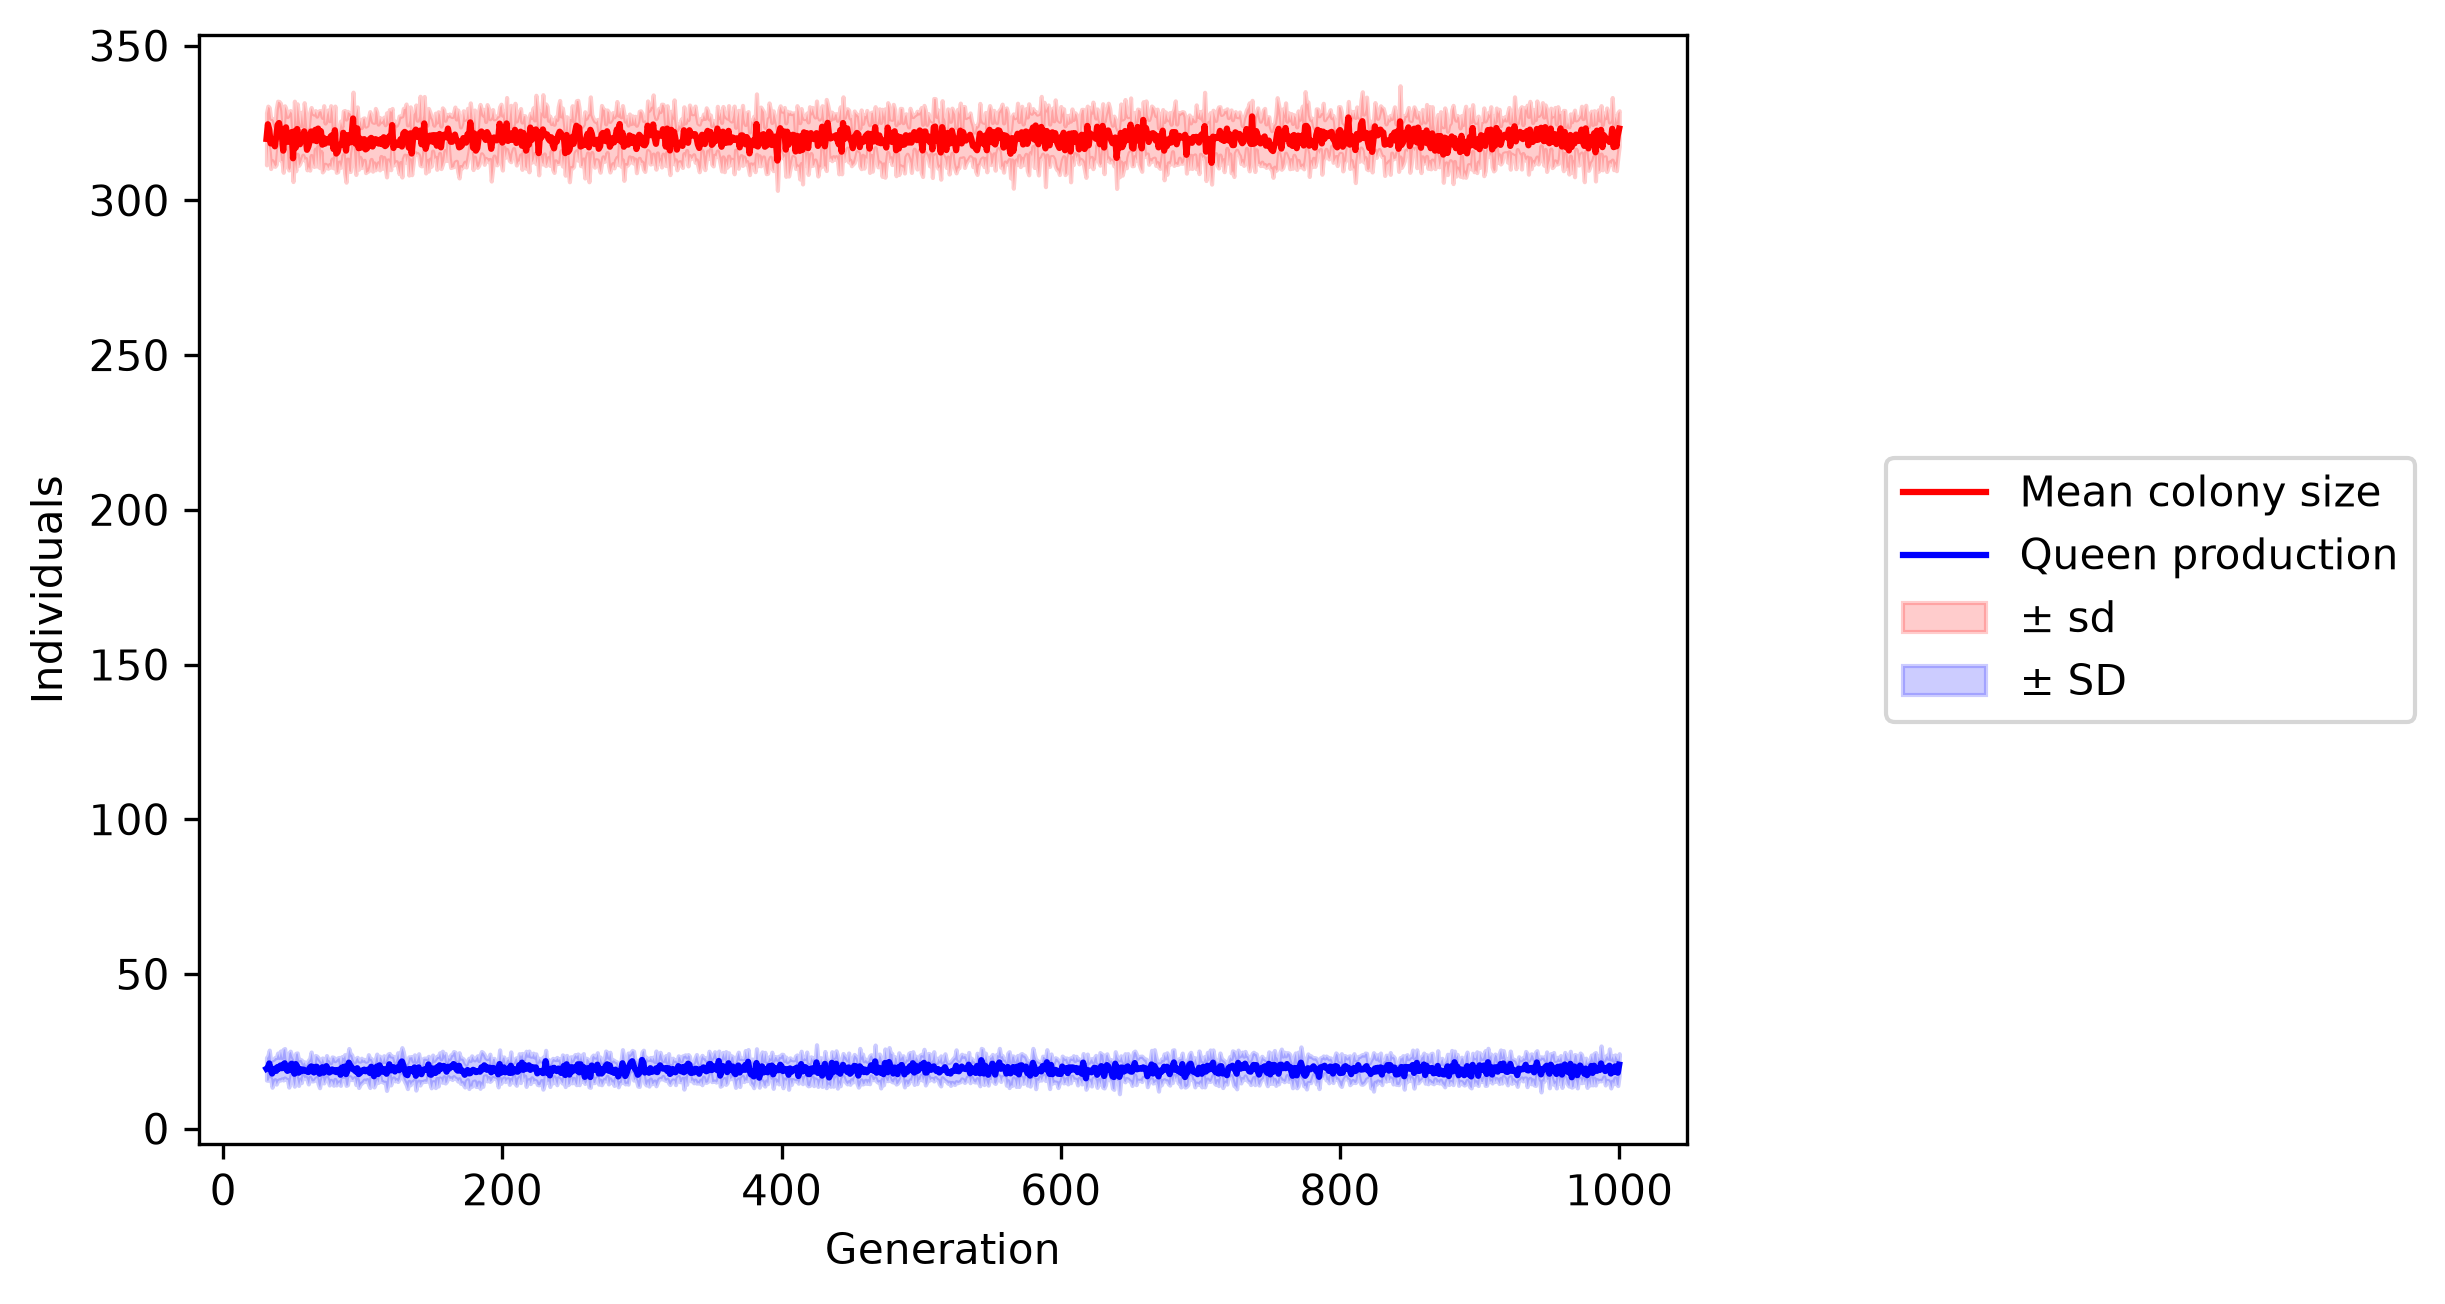 350
300
250
200
150
100
50
0
Individuals
0 200 400 600 800 1000
Generation
Mean colony size
Queen production
± sd
± SD